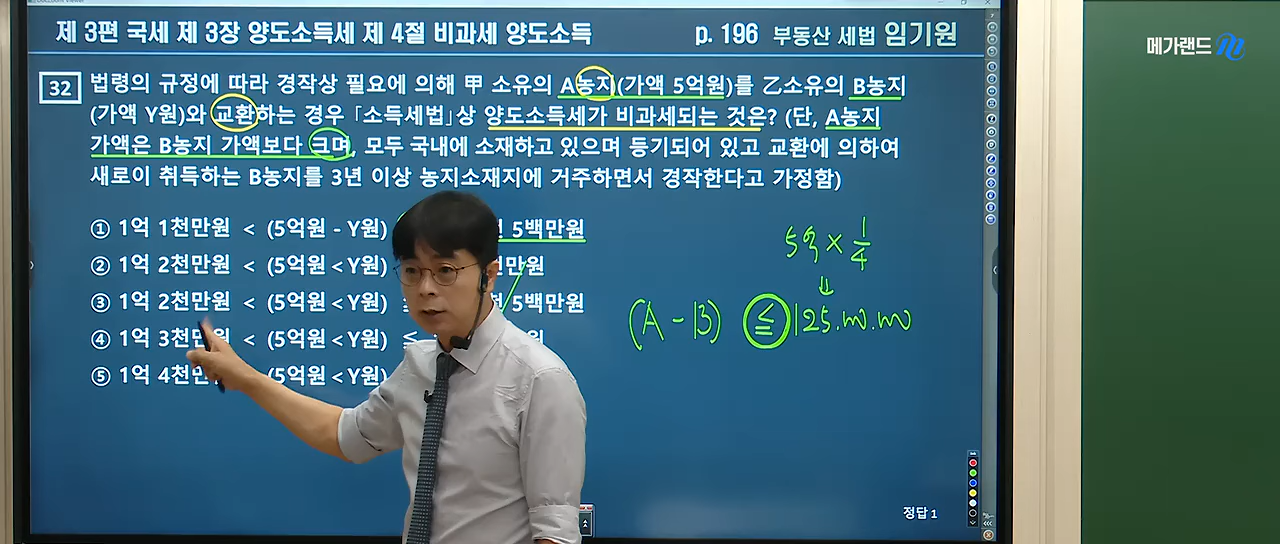 제 3편 국세 제 3장 양도소득세 제 4절 비과세 양도소득
p. 196 부동산 세법 임기원
메가랜드
32 법령의 규정에 따라 경작상 필요에 의해 甲 소유의 A농지(가액 5억원)를 乙소유의 B농지
(가액 Y원)와 교환하는 경우 「소득세법」상 양도소득세가 비과세되는 것은? (단, A농지
가액은 B농지 가액보다 크며, 모두 국내에 소재하고 있으며 등기되어 있고 교환에 의하여
새로이 취득하는 B농지를 3년 이상 농지소재지에 거주하면서 경작한다고 가정함)
① 1억 1천만원 < (5억원 - Y원) 5백만원
② 1억 2천만원 < (5억원 < Y원) 만원
③ 1억 2천만원 < (5억원 < Y원) 5백만원
④ 1억 3천만원 < (5억원 < Y원) ≤ 원
⑤ 1억 4천만 (5억원 < Y원)
5억 × 1/4
↓
(A - B) ≤ 125.m.m
정답 1